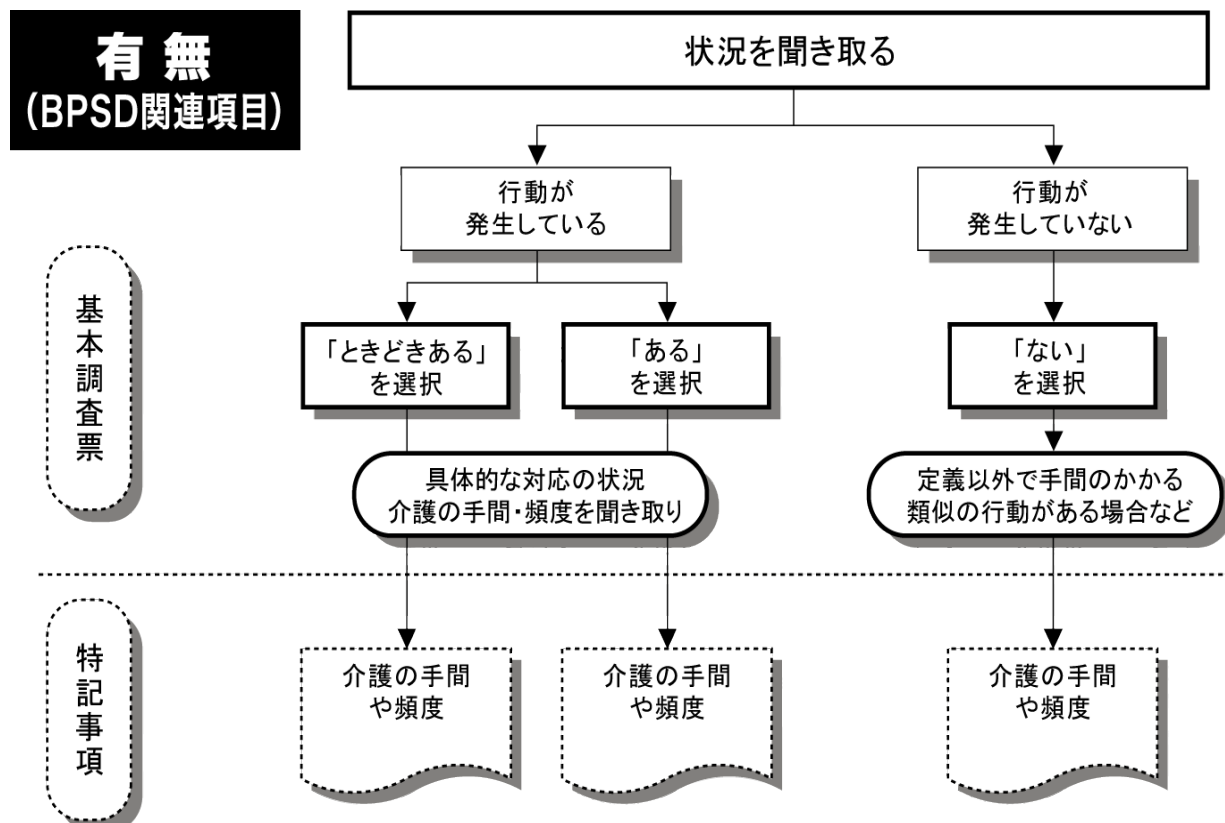 有無
(BPSD関連項目)
状況を聞き取る
行動が
発生している
行動が
発生していない
基本調査票
「ときどきある」
を選択
「ある」
を選択
「ない」
を選択
具体的な対応の状況
介護の手間・頻度を聞き取り
定義以外で手間のかかる
類似の行動がある場合など
特記事項
介護の手間
や頻度
介護の手間
や頻度
介護の手間
や頻度